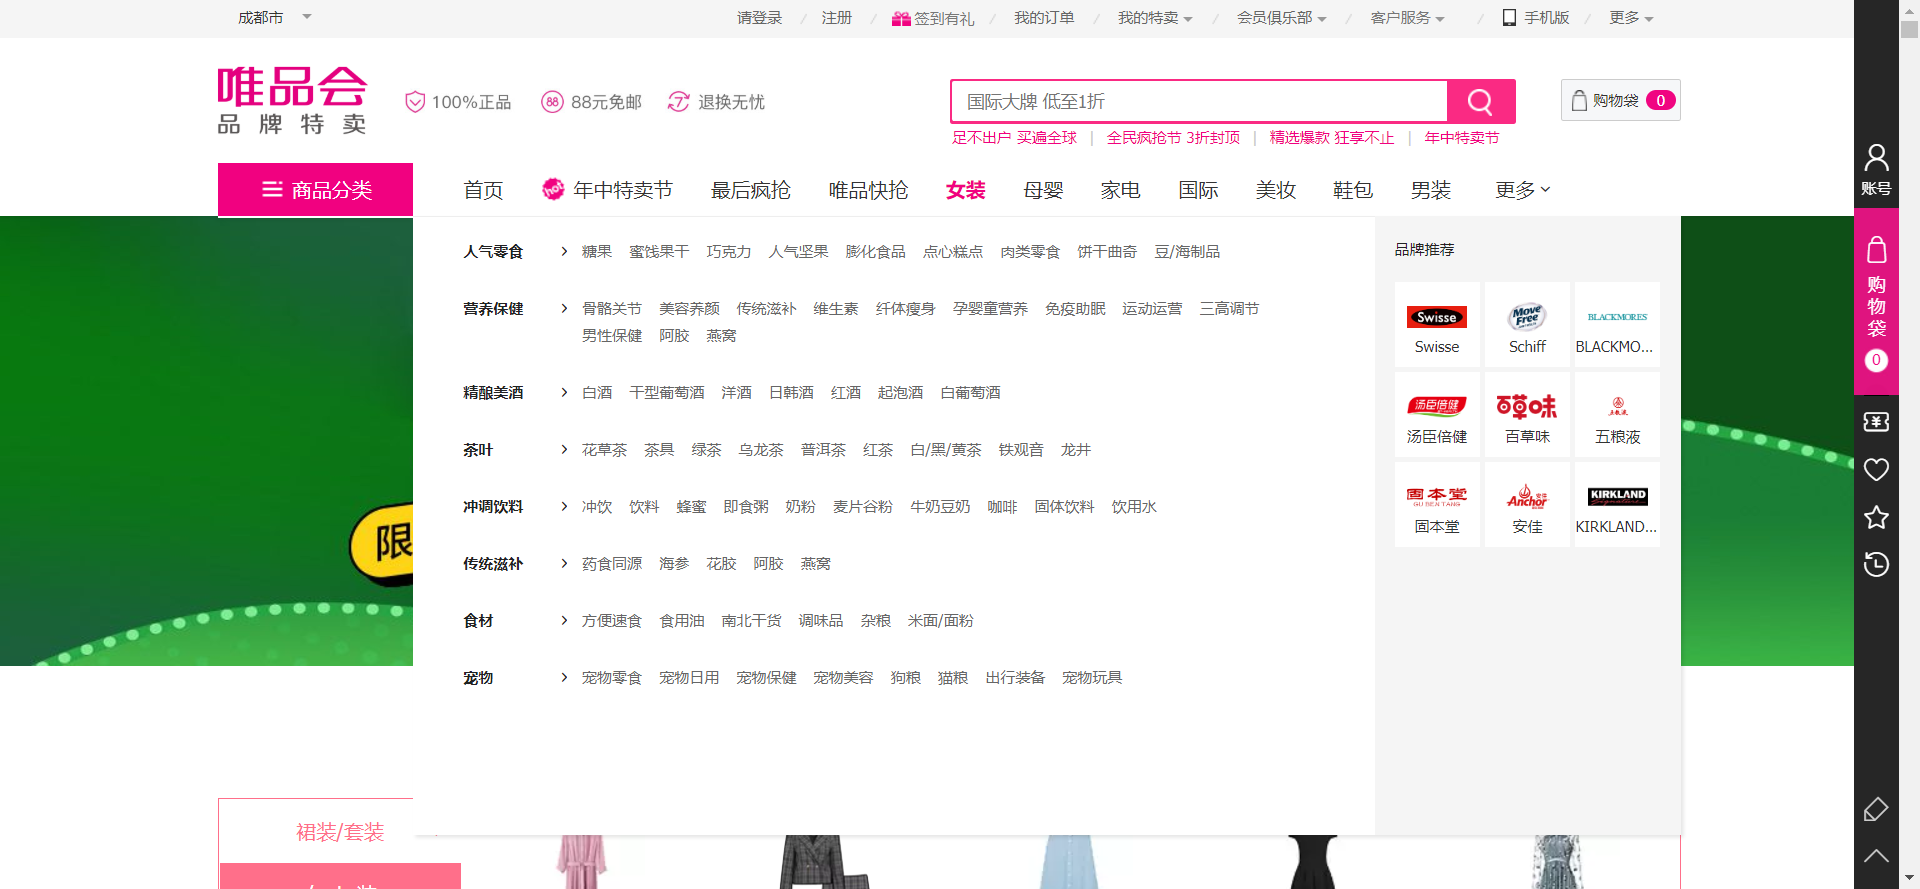 成都市 请登录 / 注册 / 签到有礼 / 我的订单 / 我的特卖 / 会员俱乐部 / 客户服务 / 手机版 / 更多
唯品会
品牌特卖
100%正品 88 88元免邮 7 退换无忧
国际大牌 低至1折
购物袋 0
足不出户 买遍全球 | 全民疯抢节 3折封顶 | 精选爆款 狂享不止 | 年中特卖节
商品分类 首页 hot 年中特卖节 最后疯抢 唯品快抢 女装 母婴 家电 国际 美妆 鞋包 男装 更多
人气零食 > 糖果 蜜饯果干 巧克力 人气坚果 膨化食品 点心糕点 肉类零食 饼干曲奇 豆/海制品
营养保健 > 骨骼关节 美容养颜 传统滋补 维生素 纤体瘦身 孕婴童营养 免疫助眠 运动运营 三高调节
男性保健 阿胶 燕窝
精酿美酒 > 白酒 干型葡萄酒 洋酒 日韩酒 红酒 起泡酒 白葡萄酒
茶叶 > 花草茶 茶具 绿茶 乌龙茶 普洱茶 红茶 白/黑/黄茶 铁观音 龙井
冲调饮料 > 冲饮 饮料 蜂蜜 即食粥 奶粉 麦片谷粉 牛奶豆奶 咖啡 固体饮料 饮用水
传统滋补 > 药食同源 海参 花胶 阿胶 燕窝
食材 > 方便速食 食用油 南北干货 调味品 杂粮 米面/面粉
宠物 > 宠物零食 宠物日用 宠物保健 宠物美容 狗粮 猫粮 出行装备 宠物玩具
品牌推荐
Swisse Move Free BLACKMORES
Swisse Schiff BLACKMO...
汤臣倍健 百草味 五粮液
汤臣倍健 百草味 五粮液
固本堂 Anchor 安佳 KIRKLAND
GU BEN TANG Signature
固本堂 安佳 KIRKLAND...
限
裙装/套装
账号
购物袋
0